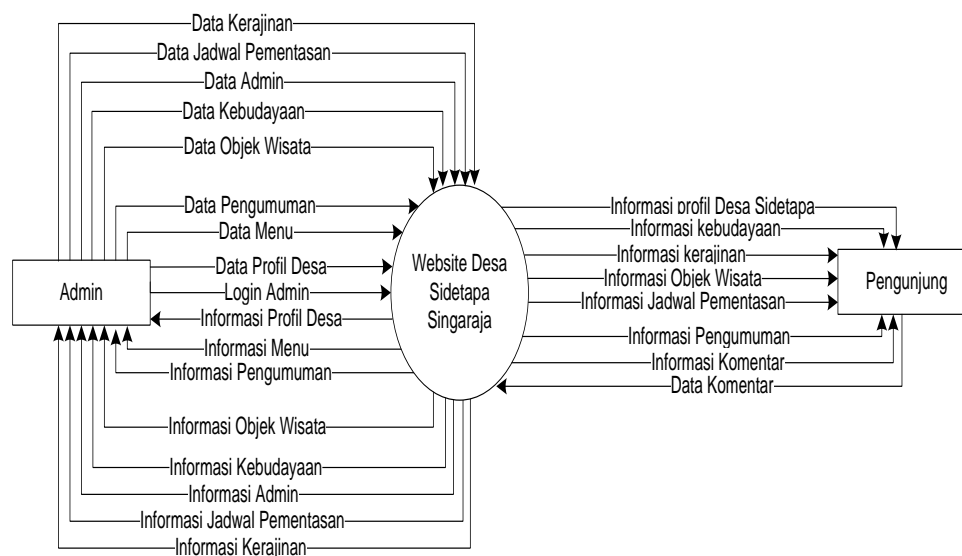 Data Kerajinan
Data Jadwal Pementasan
Data Admin
Data Kebudayaan
Data Objek Wisata
Data Pengumuman
Data Menu
Data Profil Desa
Login Admin
Informasi Profil Desa
Informasi Menu
Informasi Pengumuman
Informasi Objek Wisata
Informasi Kebudayaan
Informasi Admin
Informasi Jadwal Pementasan
Informasi Kerajinan
Admin
Website Desa
Sidetapa
Singaraja
Informasi profil Desa Sidetapa
Informasi kebudayaan
Informasi kerajinan
Informasi Objek Wisata
Informasi Jadwal Pementasan
Informasi Pengumuman
Informasi Komentar
Data Komentar
Pengunjung